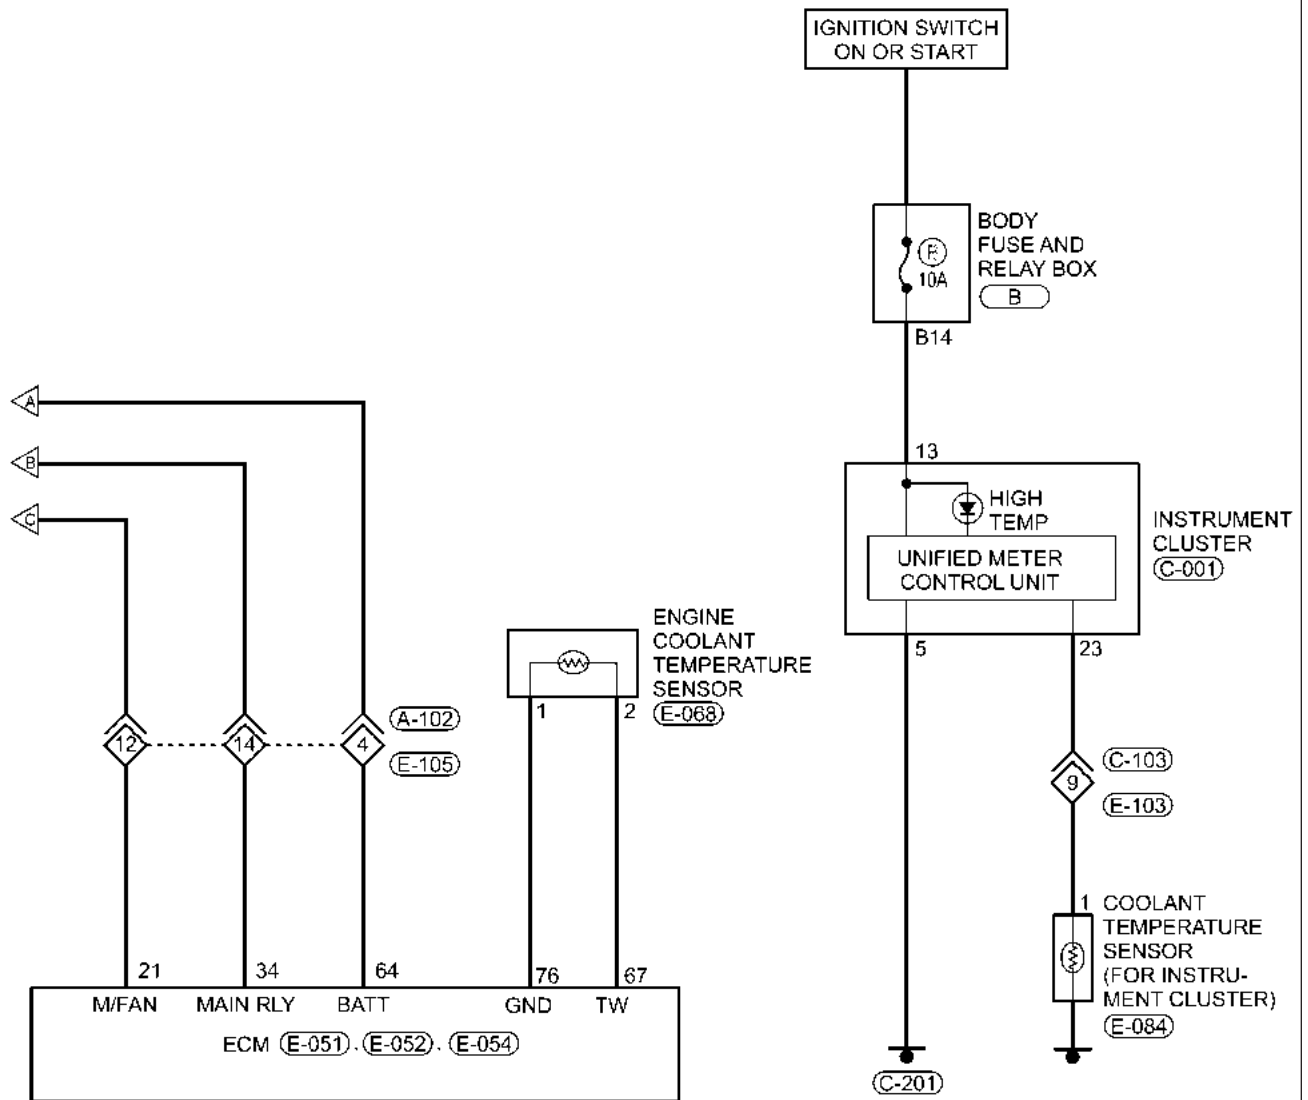 IGNITION SWITCH
ON OR START
BODY
FUSE AND
RELAY BOX
B
10A
B14
A
B
C
13
HIGH
TEMP
UNIFIED METER
CONTROL UNIT
INSTRUMENT
CLUSTER
C-001
5
23
ENGINE
COOLANT
TEMPERATURE
SENSOR
E-068
1
2
12
14
4
A-102
E-105
9
C-103
E-103
1
COOLANT
TEMPERATURE
SENSOR
(FOR INSTRU-
MENT CLUSTER)
E-084
21
34
64
76
67
M/FAN
MAIN RLY
BATT
GND
TW
ECM E-051, E-052, E-054
C-201